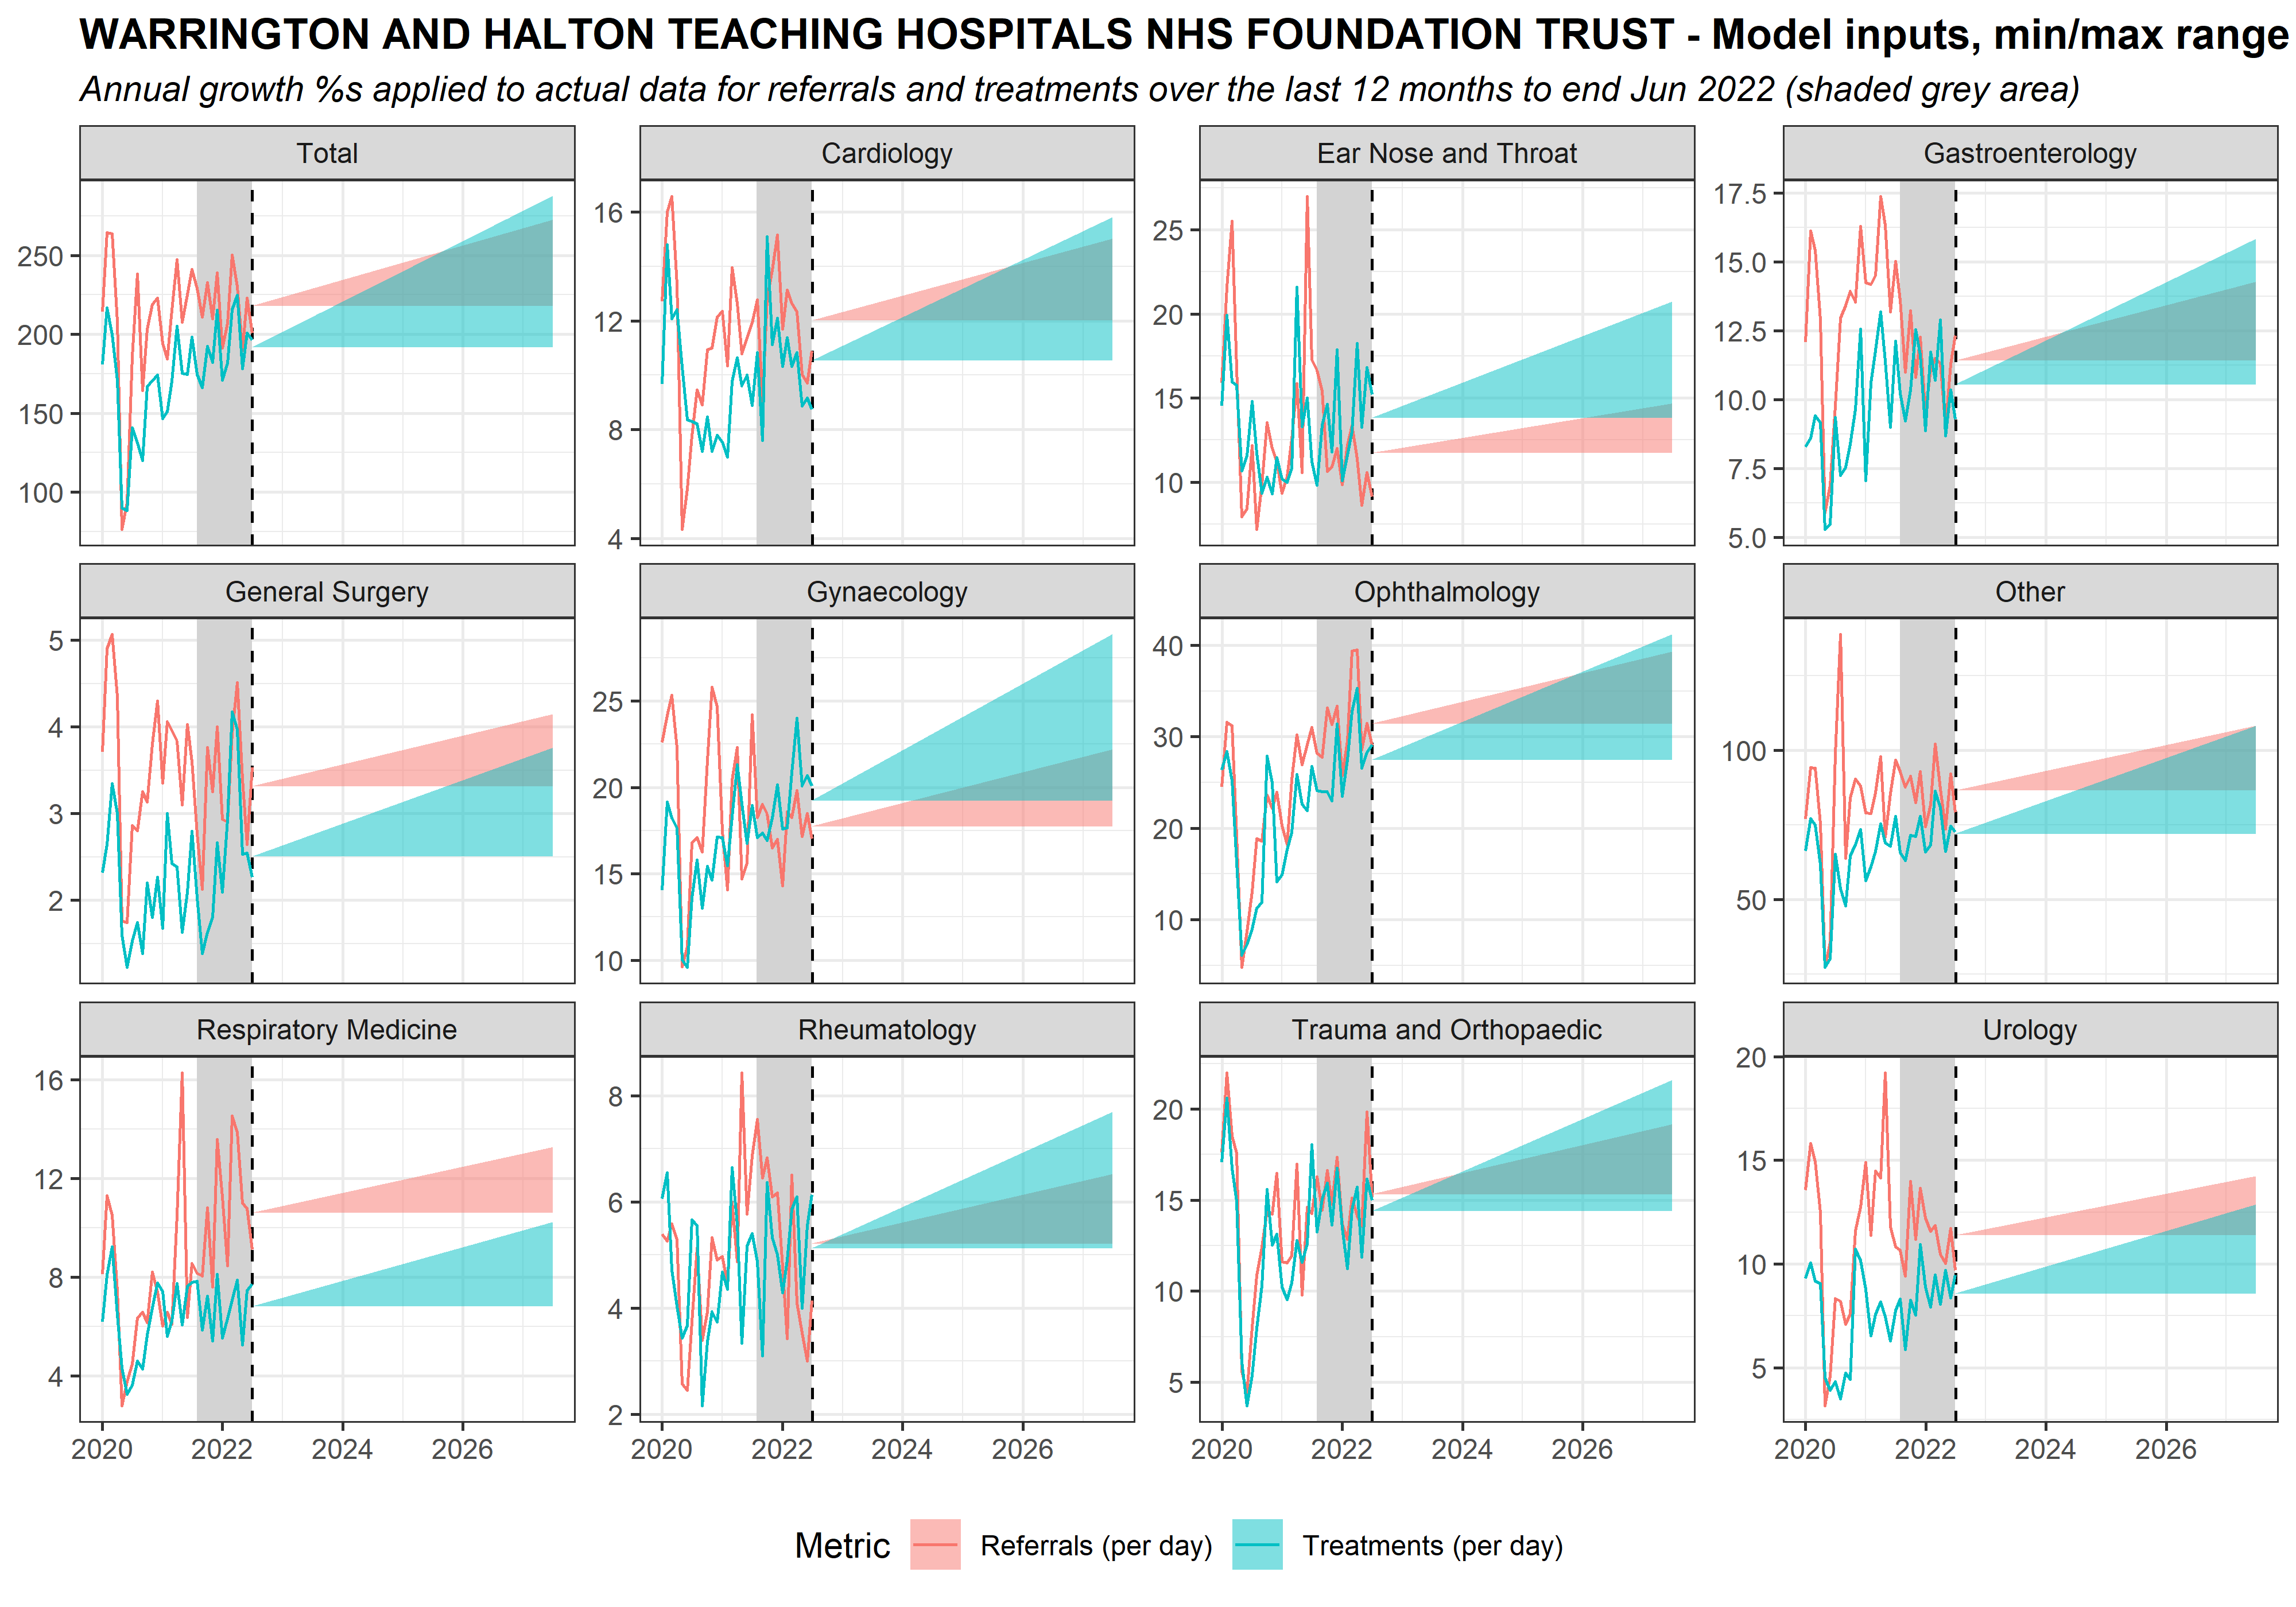 WARRINGTON AND HALTON TEACHING HOSPITALS NHS FOUNDATION TRUST - Model inputs, min/max range
Annual growth %s applied to actual data for referrals and treatments over the last 12 months to end Jun 2022 (shaded grey area)
Total
Cardiology
Ear Nose and Throat
Gastroenterology
250
200
150
100
16
12
8
4
25
20
15
10
17.5
15.0
12.5
10.0
7.5
5.0
General Surgery
Gynaecology
Ophthalmology
Other
5
4
3
2
25
20
15
10
40
30
20
10
100
50
Respiratory Medicine
Rheumatology
Trauma and Orthopaedic
Urology
16
12
8
4
8
6
4
2
20
15
10
5
20
15
10
5
2020 2022 2024 2026
2020 2022 2024 2026
2020 2022 2024 2026
2020 2022 2024 2026
Metric Referrals (per day) Treatments (per day)